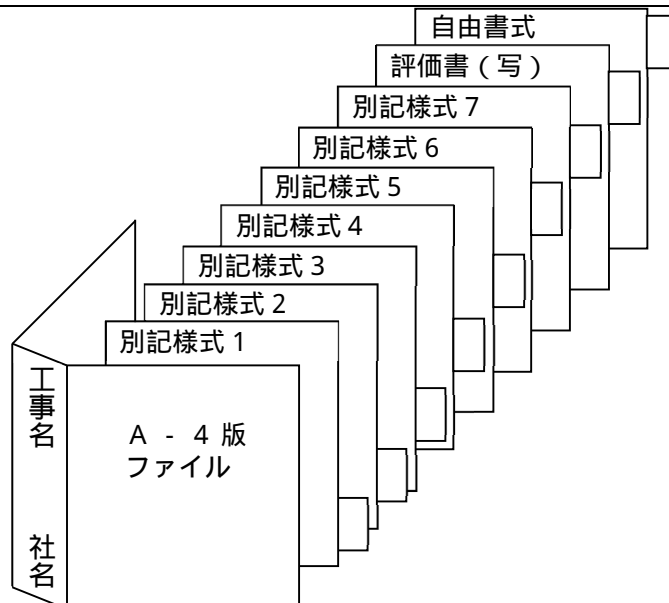 自由書式
評価書（写）
別記様式７
別記様式６
別記様式５
別記様式４
別記様式３
別記様式２
別記様式１
工事名
社名
Ａ - ４版
ファイル